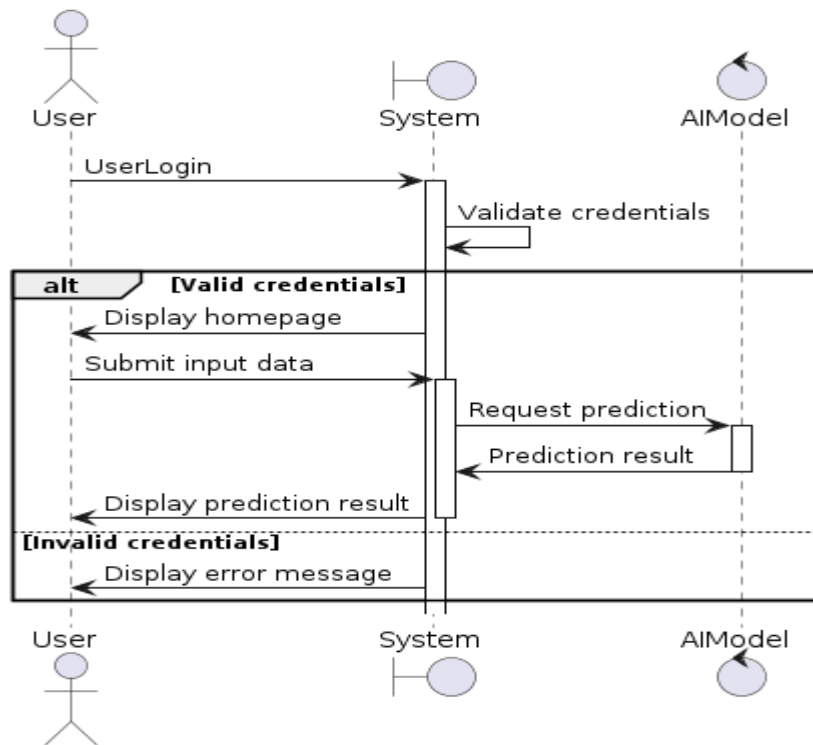 User
System
AIModel
UserLogin
Validate credentials
alt
[Valid credentials]
Display homepage
Submit input data
Request prediction
Prediction result
Display prediction result
[Invalid credentials]
Display error message
User
System
AIModel